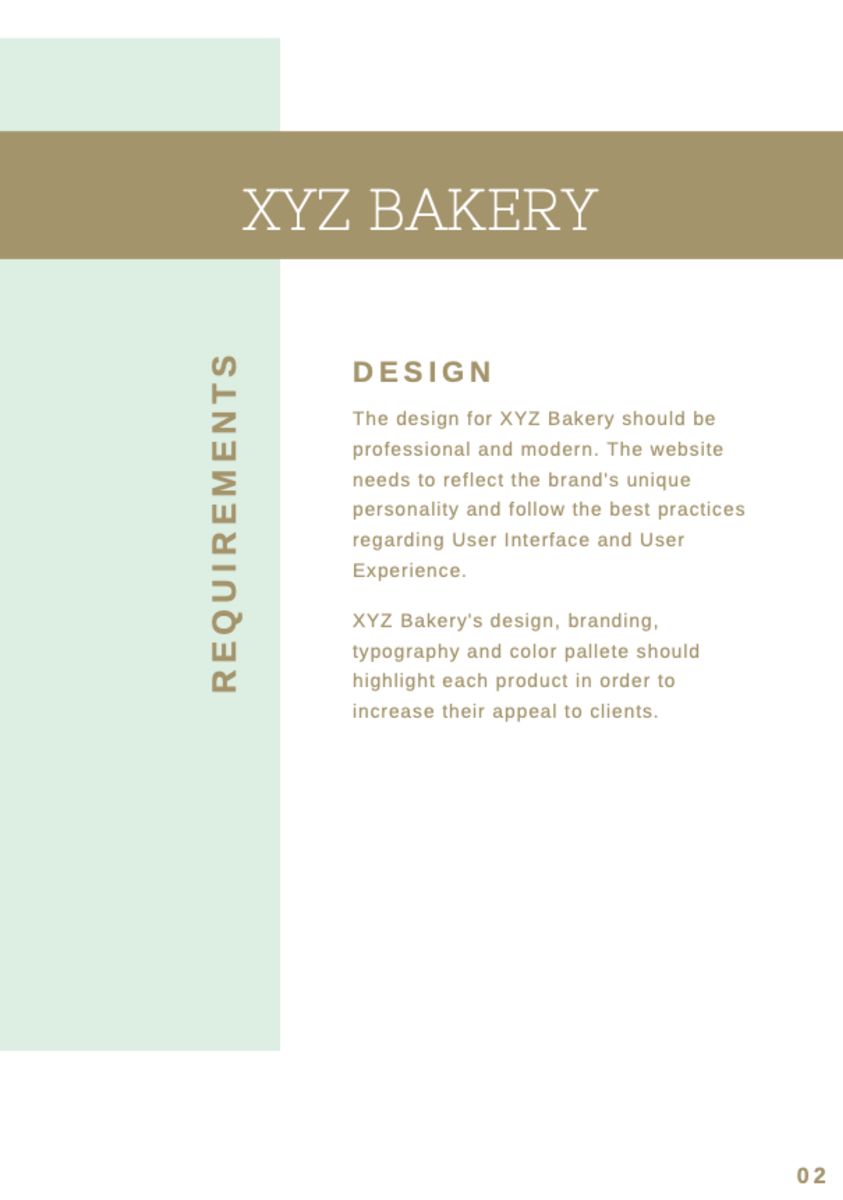 XYZ BAKERY
REQUIREMENTS
DESIGN
The design for XYZ Bakery should be
professional and modern. The website
needs to reflect the brand's unique
personality and follow the best practices
regarding User Interface and User
Experience.
XYZ Bakery's design, branding,
typography and color pallete should
highlight each product in order to
increase their appeal to clients.
02